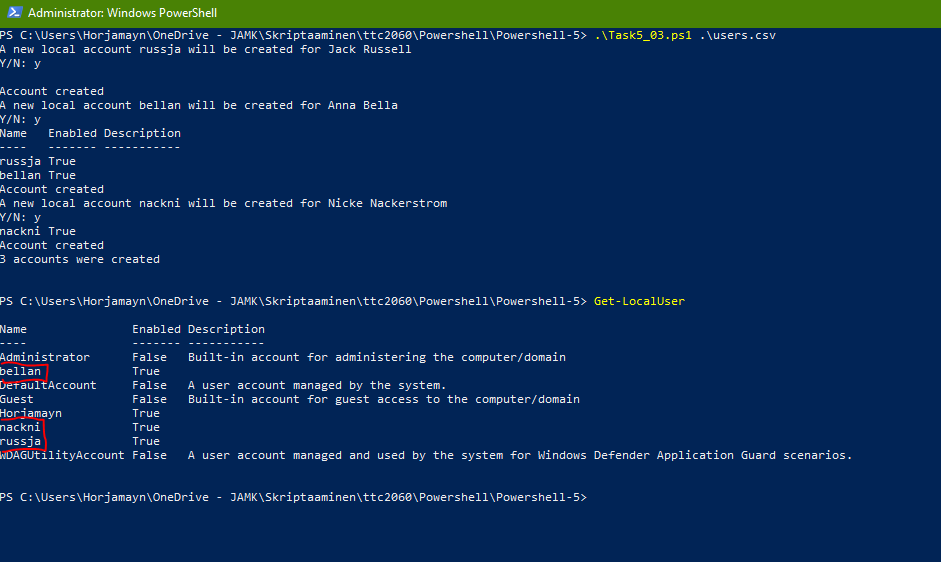 Administrator: Windows PowerShell
PS C:\Users\Horjamayn\OneDrive - JAMK\Skriptaaminen\ttc2060\Powershell\Powershell-5> .\Task5_03.ps1 .\users.csv
A new local account russja will be created for Jack Russell
Y/N: y
Account created
A new local account bellan will be created for Anna Bella
Y/N: y
Name   Enabled Description
----   ------- -----------
russja True
bellan True
Account created
A new local account nackni will be created for Nicke Nackerstrom
Y/N: y
nackni True
Account created
3 accounts were created
PS C:\Users\Horjamayn\OneDrive - JAMK\Skriptaaminen\ttc2060\Powershell\Powershell-5> Get-LocalUser
Name               Enabled Description
----               ------- -----------
Administrator      False   Built-in account for administering the computer/domain
bellan             True
DefaultAccount     False   A user account managed by the system.
Guest              False   Built-in account for guest access to the computer/domain
Horjamayn          True
nackni             True
russja             True
WDAGUtilityAccount False   A user account managed and used by the system for Windows Defender Application Guard scenarios.
PS C:\Users\Horjamayn\OneDrive - JAMK\Skriptaaminen\ttc2060\Powershell\Powershell-5>